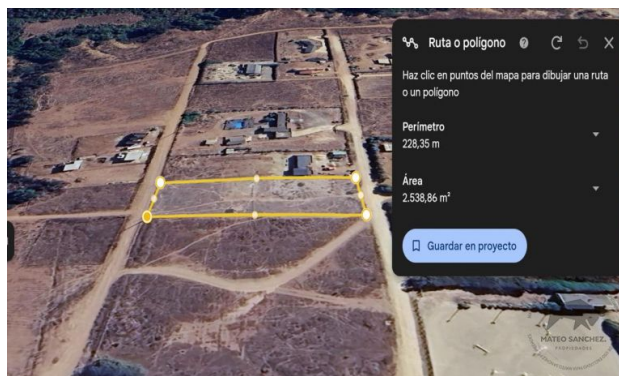 Ruta o polígono
Haz clic en puntos del mapa para dibujar una ruta
o un polígono
Perímetro
228,35 m
Área
2.538,86 m²
Guardar en proyecto
MATEO SANCHEZ
PROPIEDADES